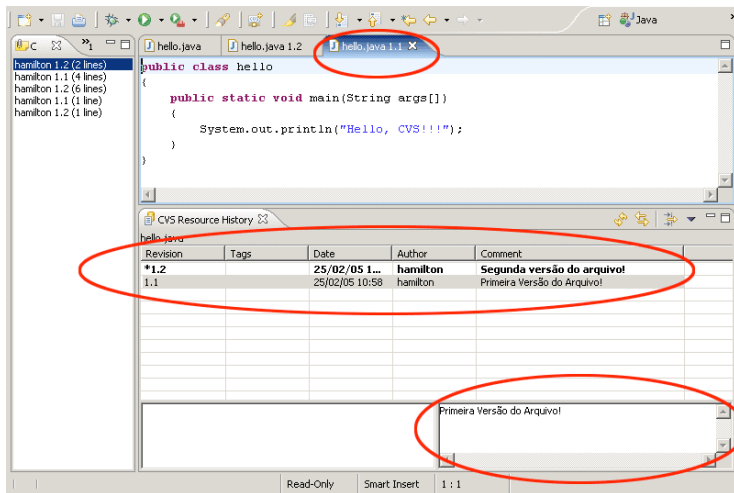 Java
C
»1
hello.java
hello.java 1.2
hello.java 1.1
hamilton 1.2 (2 lines)
hamilton 1.1 (4 lines)
hamilton 1.2 (6 lines)
hamilton 1.1 (1 line)
hamilton 1.2 (1 line)
public class hello
{
public static void main(String args[])
{
System.out.println("Hello, CVS!!!");
}
}
CVS Resource History
hello.java
Revision Tags Date Author Comment
*1.2 25/02/05 1... hamilton Segunda versão do arquivo!
1.1 25/02/05 10:58 hamilton Primeira Versão do Arquivo!
Primeira Versão do Arquivo!
Read-Only Smart Insert 1 : 1